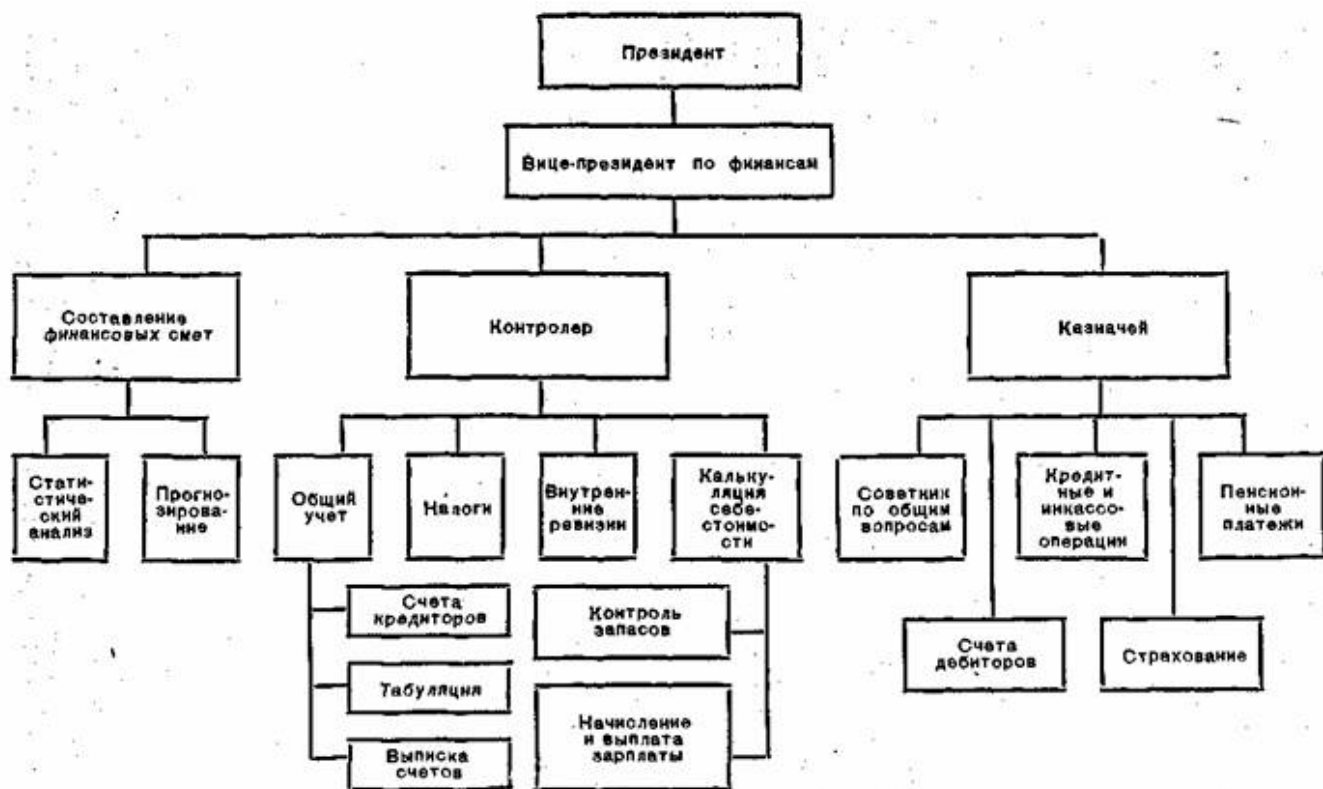 Президент
Вице-президент по финансам
Составление
финансовых смет
Контролер
Казначей
Стати-
стиче-
ский
анализ
Прогно-
зирова-
ние
Общий
учет
Налоги
Внутрен-
ние
ревизии
Кальку-
ляция
себе-
стоимо-
сти
Советник
по общим
вопросам
Кредит-
ные и
инкассо-
вые
операции
Пенсион-
ные
платежи
Счета
кредиторов
Табуляция
Выписка
счетов
Контроль
запасов
Начисление
и выплата
зарплаты
Счета
дебиторов
Страхование